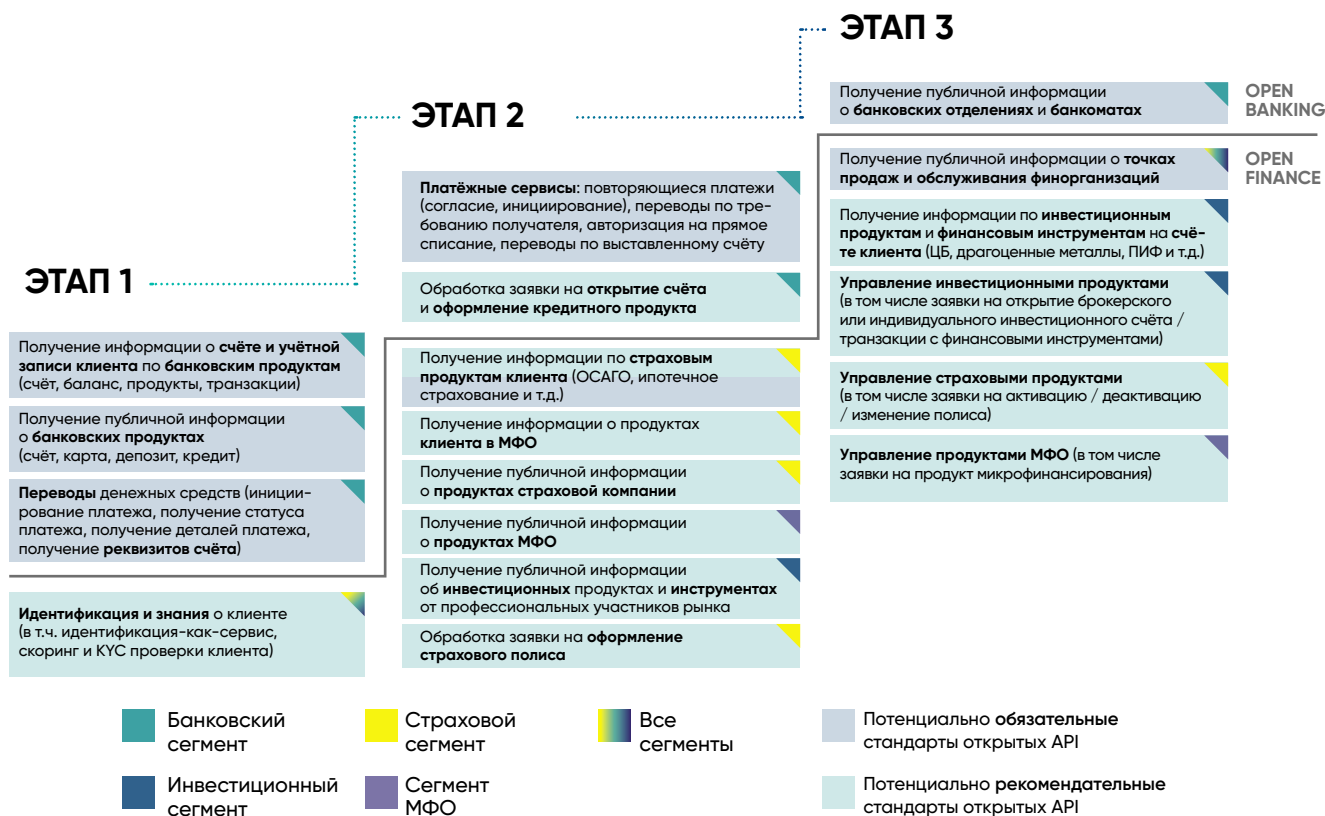 ЭТАП 1
Получение информации о счёте и учётной
записи клиента по банковским продуктам
(счёт, баланс, продукты, транзакции)
Получение публичной информации
о банковских продуктах
(счёт, карта, депозит, кредит)
Переводы денежных средств (иници-
ирование платежа, получение статуса
платежа, получение деталей платежа,
получение реквизитов счёта)
Идентификация и знания о клиенте
(в т.ч. идентификация-как-сервис,
скоринг и KYC проверки клиента)
ЭТАП 2
Платёжные сервисы: повторяющиеся платежи
(согласие, инициирование), переводы по тре-
бованию получателя, авторизация на прямое
списание, переводы по выставленному счёту
Обработка заявки на открытие счёта
и оформление кредитного продукта
Получение информации по страховым
продуктам клиента (ОСАГО, ипотечное
страхование и т.д.)
Получение информации о продуктах
клиента в МФО
Получение публичной информации
о продуктах страховой компании
Получение публичной информации
о продуктах МФО
Получение публичной информации
об инвестиционных продуктах и инструментах
от профессиональных участников рынка
Обработка заявки на оформление
страхового полиса
ЭТАП 3
Получение публичной информации
о банковских отделениях и банкоматах
OPEN
BANKING
Получение публичной информации о точках
продаж и обслуживания финорганизаций
OPEN
FINANCE
Получение информации по инвестиционным
продуктам и финансовым инструментам на счё-
те клиента (ЦБ, драгоценные металлы, ПИФ и т.д.)
Управление инвестиционными продуктами
(в том числе заявки на открытие брокерского
или индивидуального инвестиционного счёта /
транзакции с финансовыми инструментами)
Управление страховыми продуктами
(в том числе заявки на активацию / деактивацию
/ изменение полиса)
Управление продуктами МФО (в том числе
заявки на продукт микрофинансирования)
Банковский
сегмент
Страховой
сегмент
Все
сегменты
Потенциально обязательные
стандарты открытых API
Инвестиционный
сегмент
Сегмент
МФО
Потенциально рекомендательные
стандарты открытых API